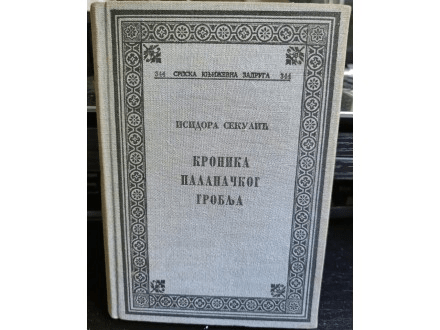 344 СРПСКА КЊИЖЕВНА ЗАДРУГА 344
ИСИДОРА СЕКУЛИЋ
КРОНИКА
ПАЛАНАЧКОГ
ГРОБЉА